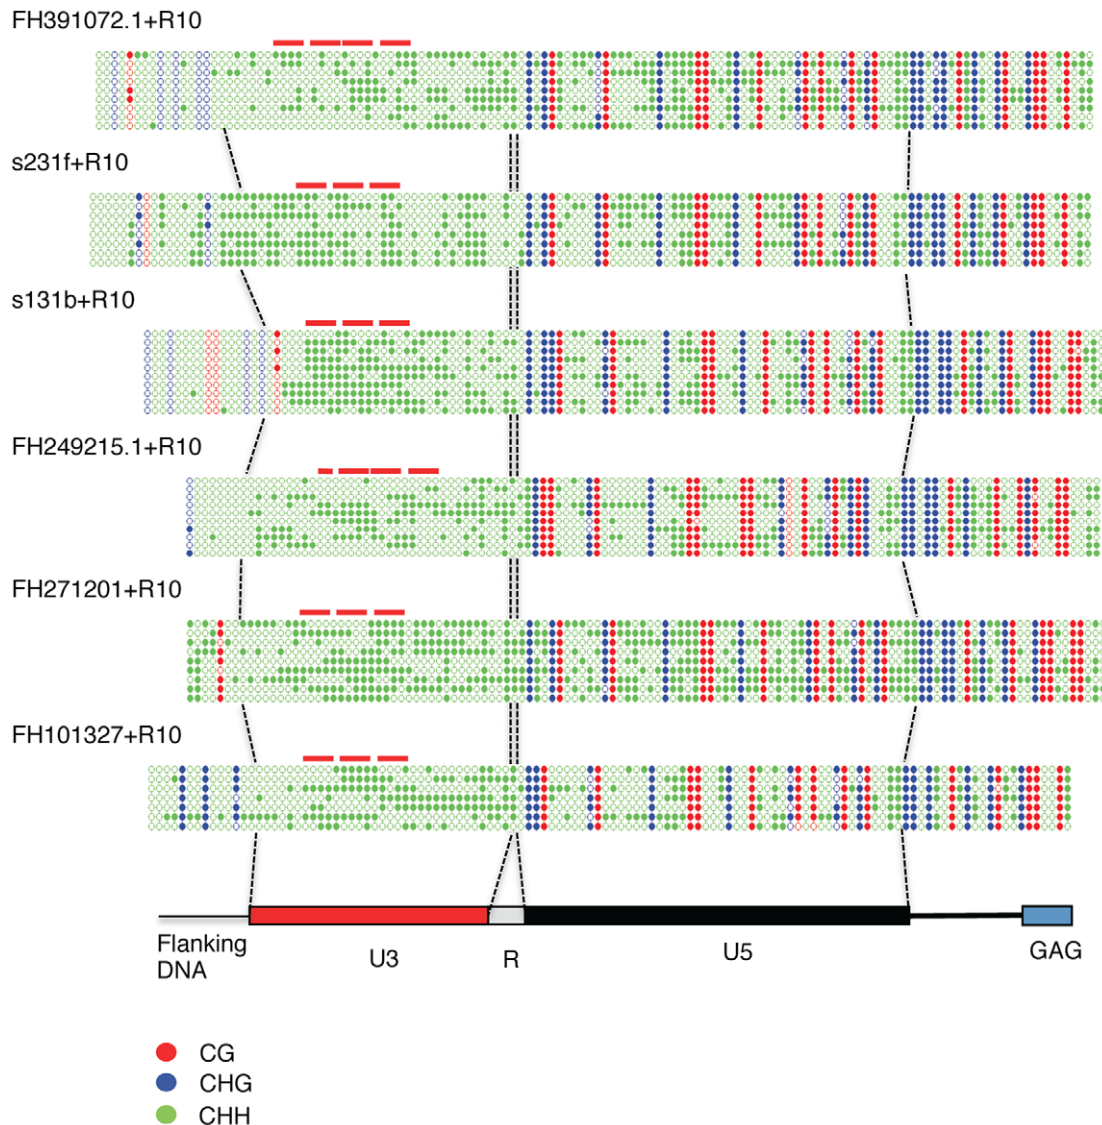 FH391072.1+R10
s231f+R10
s131b+R10
FH249215.1+R10
FH271201+R10
FH101327+R10
Flanking
DNA
U3
R
U5
GAG
CG
CHG
CHH